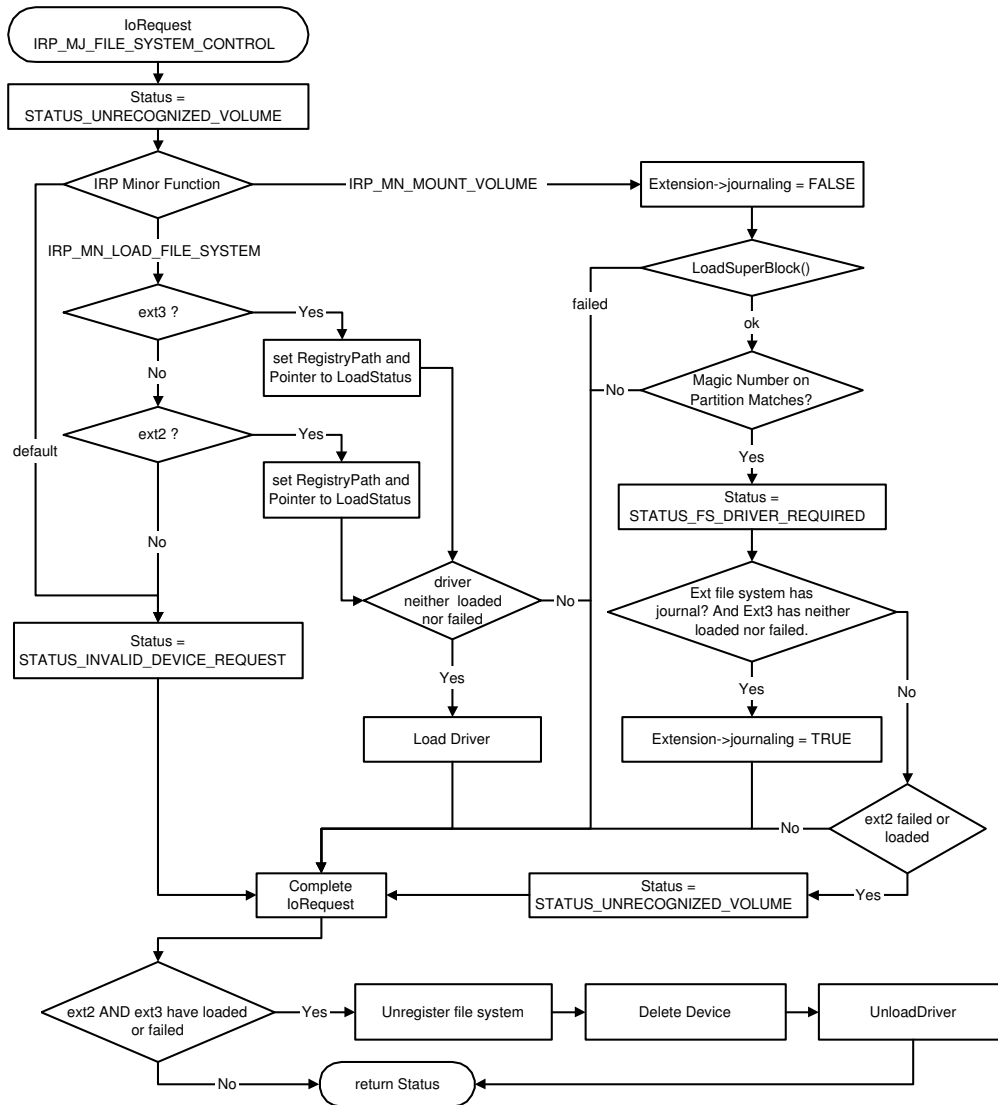 IoRequest
IRP_MJ_FILE_SYSTEM_CONTROL
Status =
STATUS_UNRECOGNIZED_VOLUME
IRP Minor Function
IRP_MN_MOUNT_VOLUME
Extension->journaling = FALSE
IRP_MN_LOAD_FILE_SYSTEM
LoadSuperBlock()
failed
ok
ext3 ?
Yes
set RegistryPath and
Pointer to LoadStatus
No
Magic Number on
Partition Matches?
No
ext2 ?
Yes
default
set RegistryPath and
Pointer to LoadStatus
Yes
Status =
STATUS_FS_DRIVER_REQUIRED
No
driver
neither loaded
nor failed
No
Ext file system has
journal? And Ext3 has neither
loaded nor failed.
Status =
STATUS_INVALID_DEVICE_REQUEST
Yes
Yes
No
Load Driver
Extension->journaling = TRUE
No
ext2 failed or
loaded
Complete
IoRequest
Status =
STATUS_UNRECOGNIZED_VOLUME
Yes
ext2 AND ext3 have loaded
or failed
Yes
Unregister file system
Delete Device
UnloadDriver
No
return Status